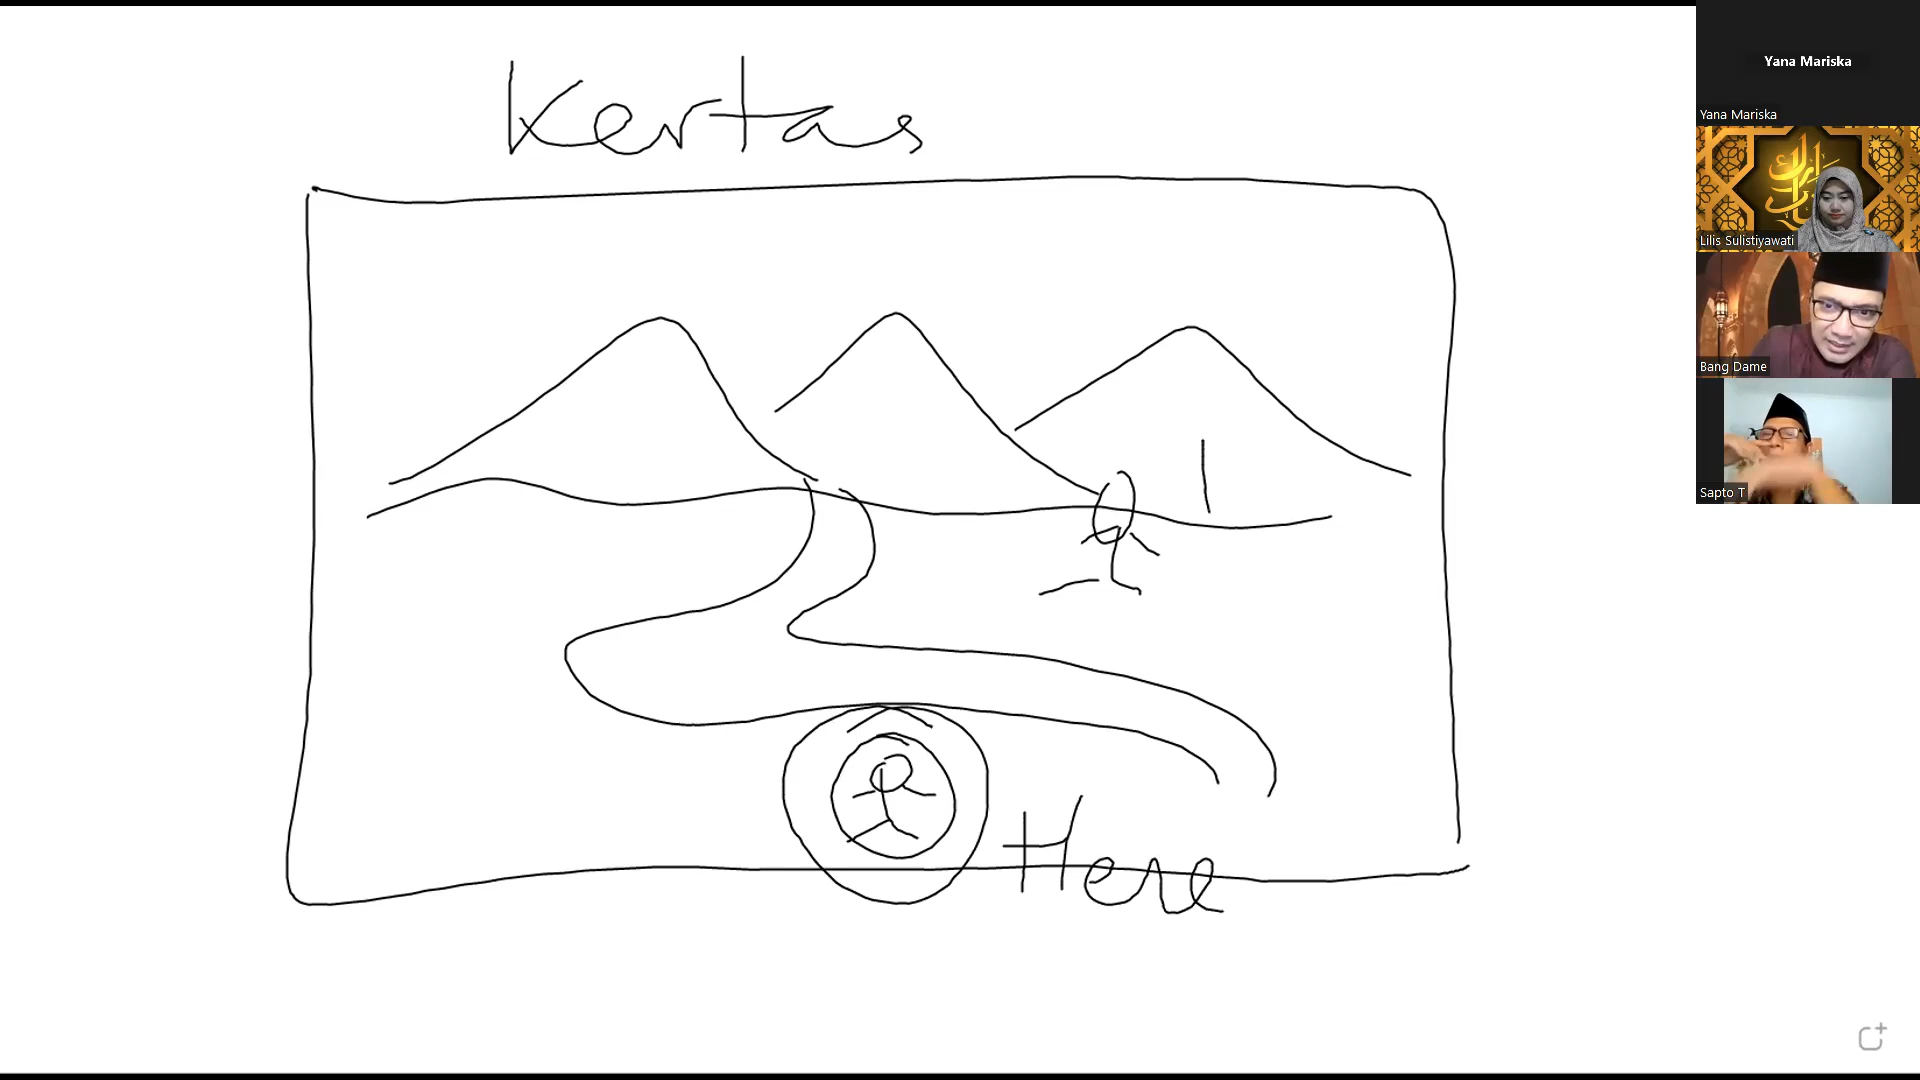 Kertas
Here
Yana Mariska
Yana Mariska
Lilis Sulistiyawati
Bang Dame
Sapto T